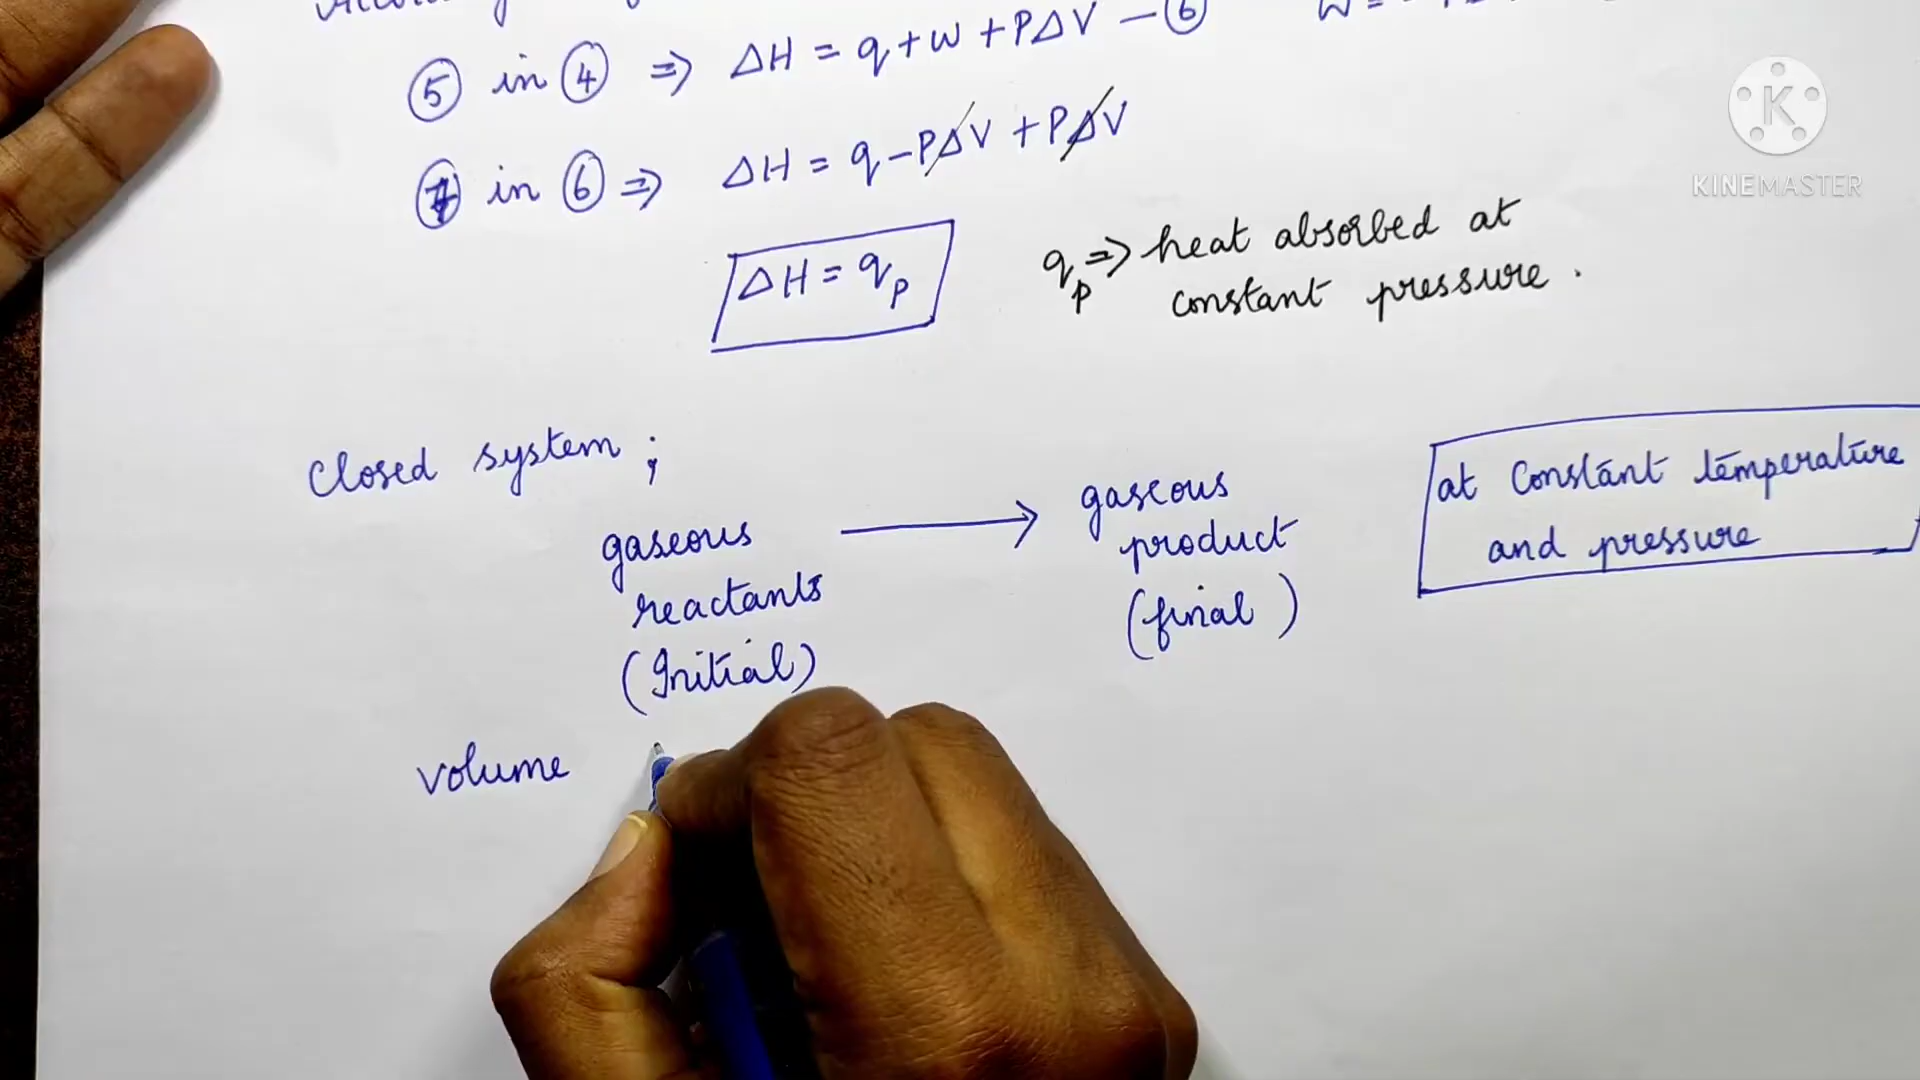 ⑤ in ④ ⇒ ΔH = q + w + PΔV — ⑥
⑦ in ⑥ ⇒ ΔH = q - PΔV + PΔV
ΔH = qₚ
qₚ ⇒ heat absorbed at
constant pressure.
Closed system ;
gaseous reactants (Initial) ⟶ gaseous product (final)
at Constant temperature
and pressure
volume
KINEMASTER